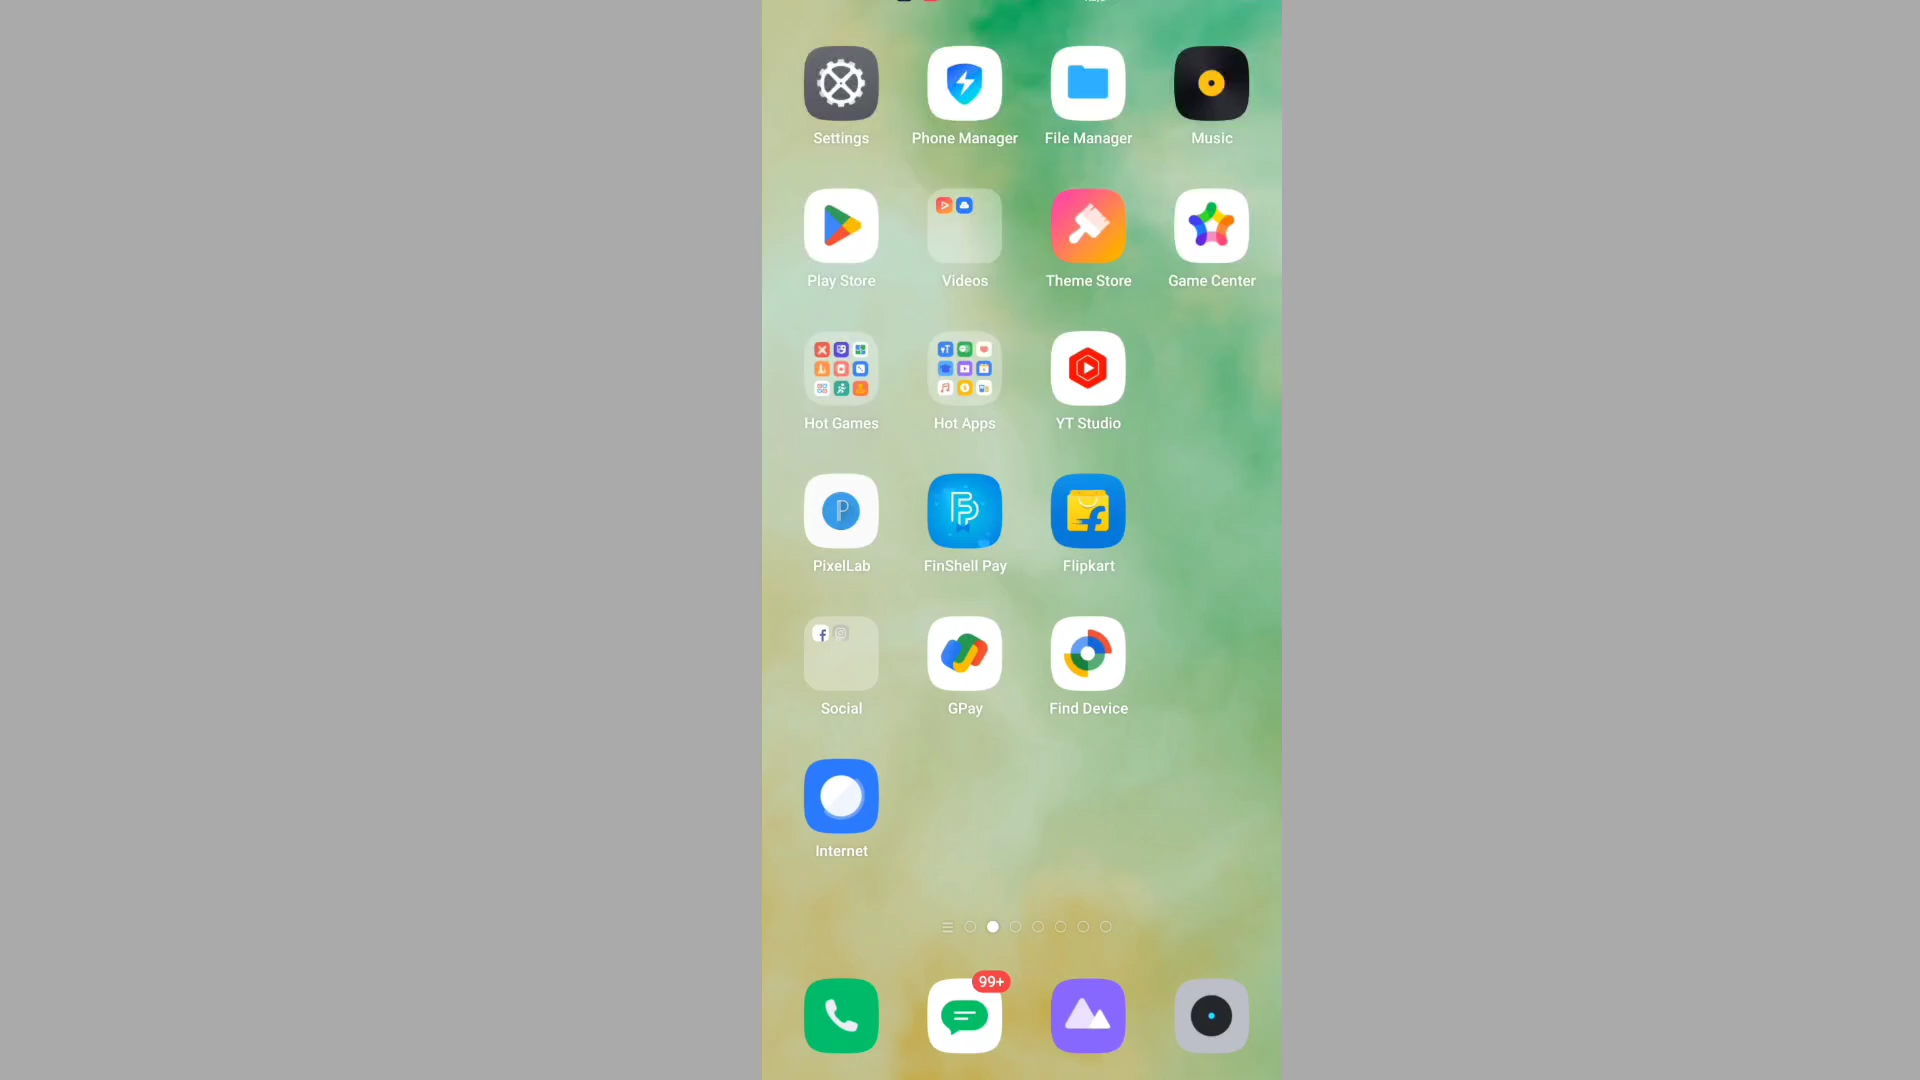 Settings
Phone Manager
File Manager
Music
Play Store
Videos
Theme Store
Game Center
Hot Games
Hot Apps
YT Studio
PixelLab
FinShell Pay
Flipkart
Social
GPay
Find Device
Internet
99+